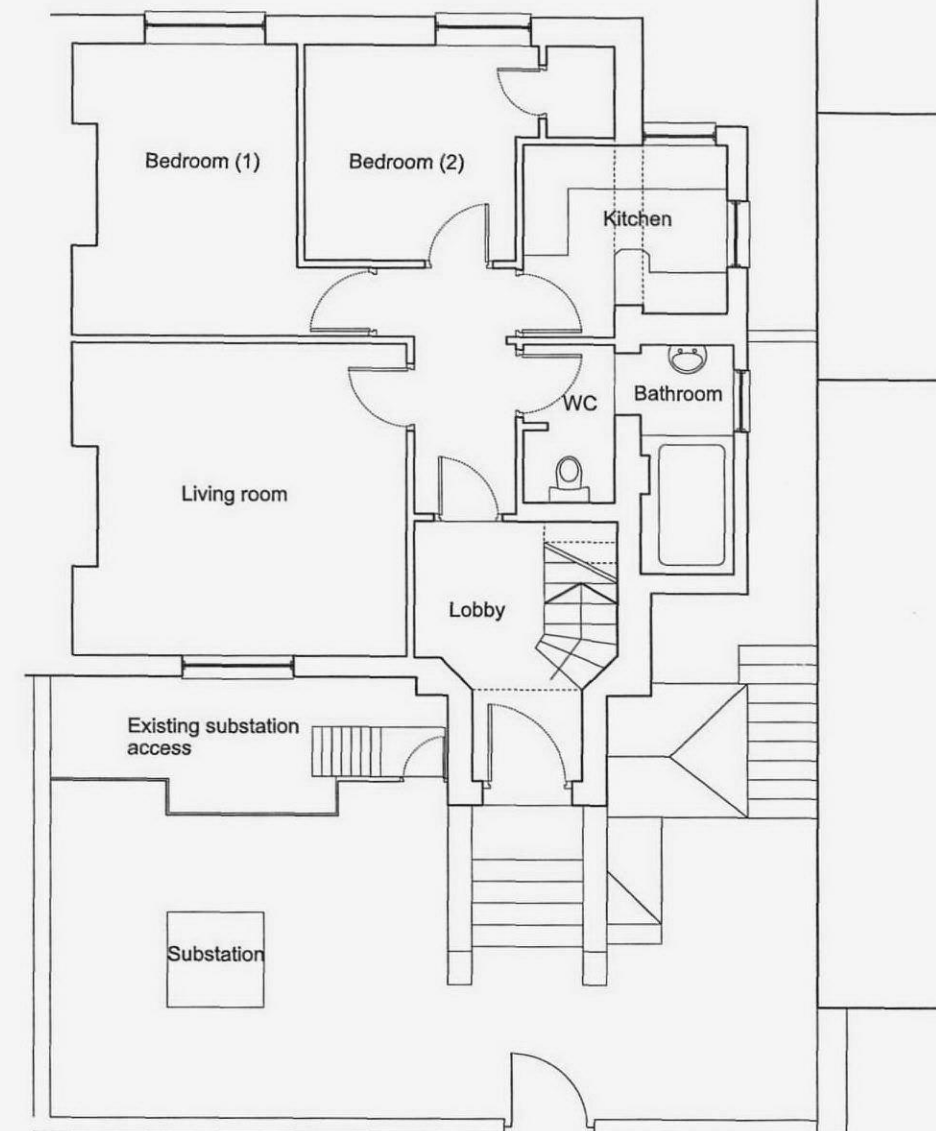 Bedroom (1)
Bedroom (2)
Kitchen
WC
Bathroom
Living room
Lobby
Existing substation
access
Substation